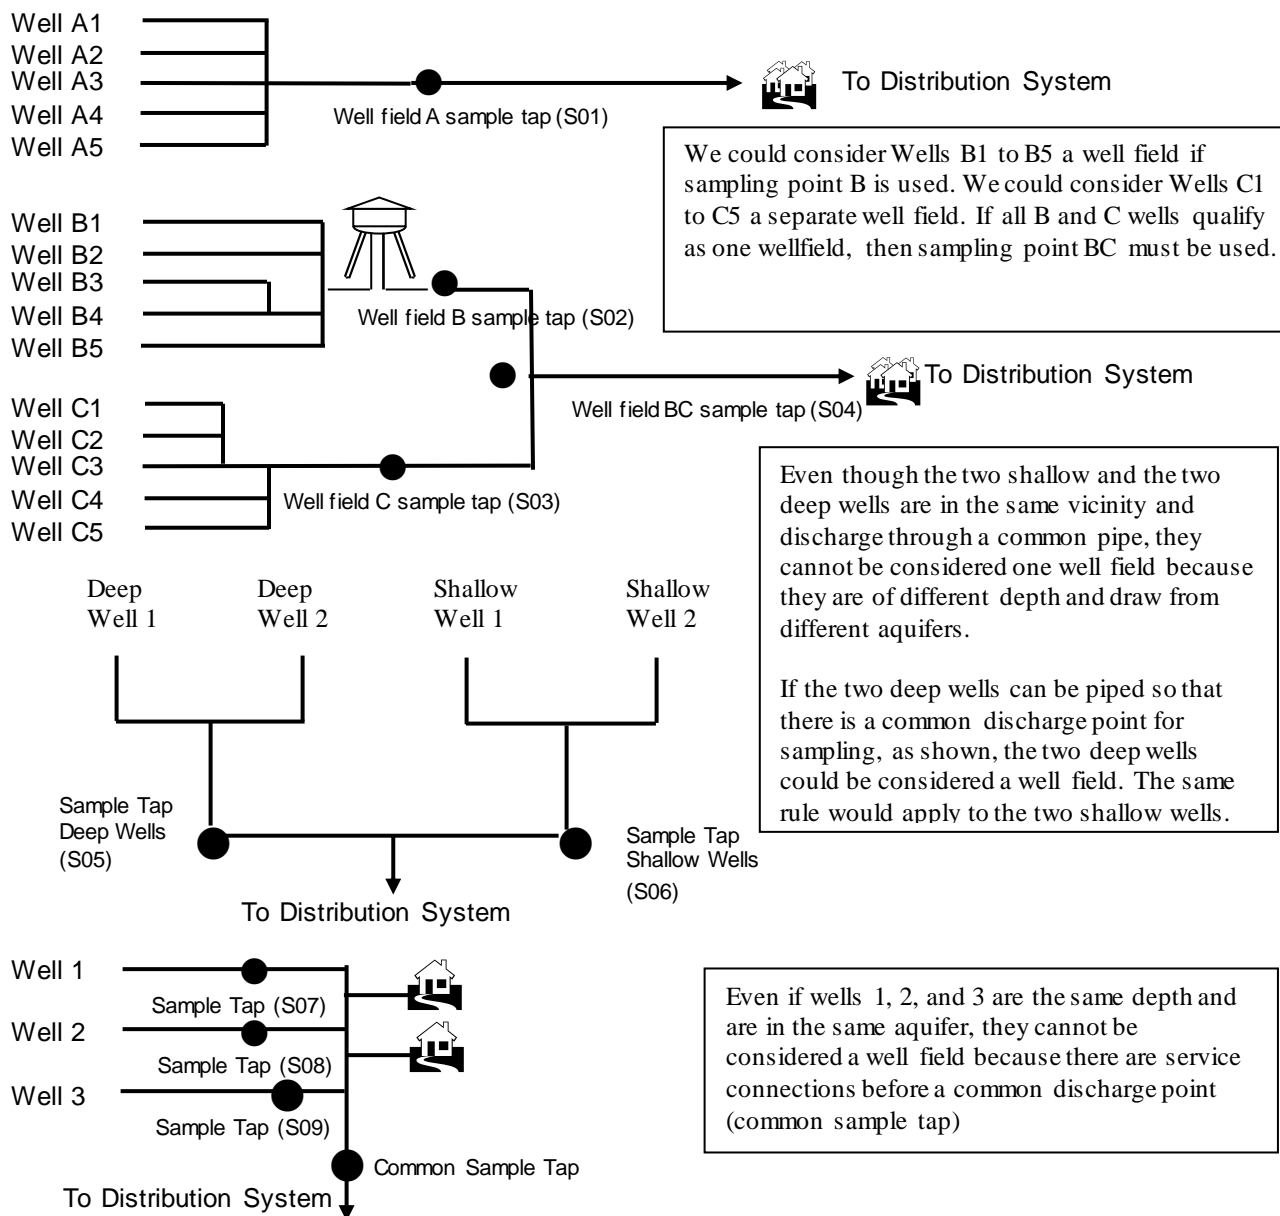 Well A1
Well A2
Well A3
Well A4
Well A5
To Distribution System
Well field A sample tap (S01)
We could consider Wells B1 to B5 a well field if
sampling point B is used. We could consider Wells C1
to C5 a separate well field. If all B and C wells qualify
as one wellfield, then sampling point BC must be used.
Well B1
Well B2
Well B3
Well B4
Well B5
Well field B sample tap (S02)
To Distribution System
Well field BC sample tap (S04)
Well C1
Well C2
Well C3
Well C4
Well C5
Well field C sample tap (S03)
Even though the two shallow and the two
deep wells are in the same vicinity and
discharge through a common pipe, they
cannot be considered one well field because
they are of different depth and draw from
different aquifers.
If the two deep wells can be piped so that
there is a common discharge point for
sampling, as shown, the two deep wells
could be considered a well field. The same
rule would apply to the two shallow wells.
Deep
Well 1
Deep
Well 2
Shallow
Well 1
Shallow
Well 2
Sample Tap
Deep Wells
(S05)
Sample Tap
Shallow Wells
(S06)
To Distribution System
Well 1
Sample Tap (S07)
Well 2
Sample Tap (S08)
Well 3
Sample Tap (S09)
Common Sample Tap
To Distribution System
Even if wells 1, 2, and 3 are the same depth and
are in the same aquifer, they cannot be
considered a well field because there are service
connections before a common discharge point
(common sample tap)